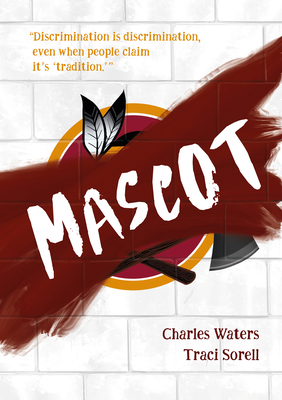 “Discrimination is discrimination,
even when people claim
it’s ‘tradition.’”
MASCOT
Charles Waters
Traci Sorell